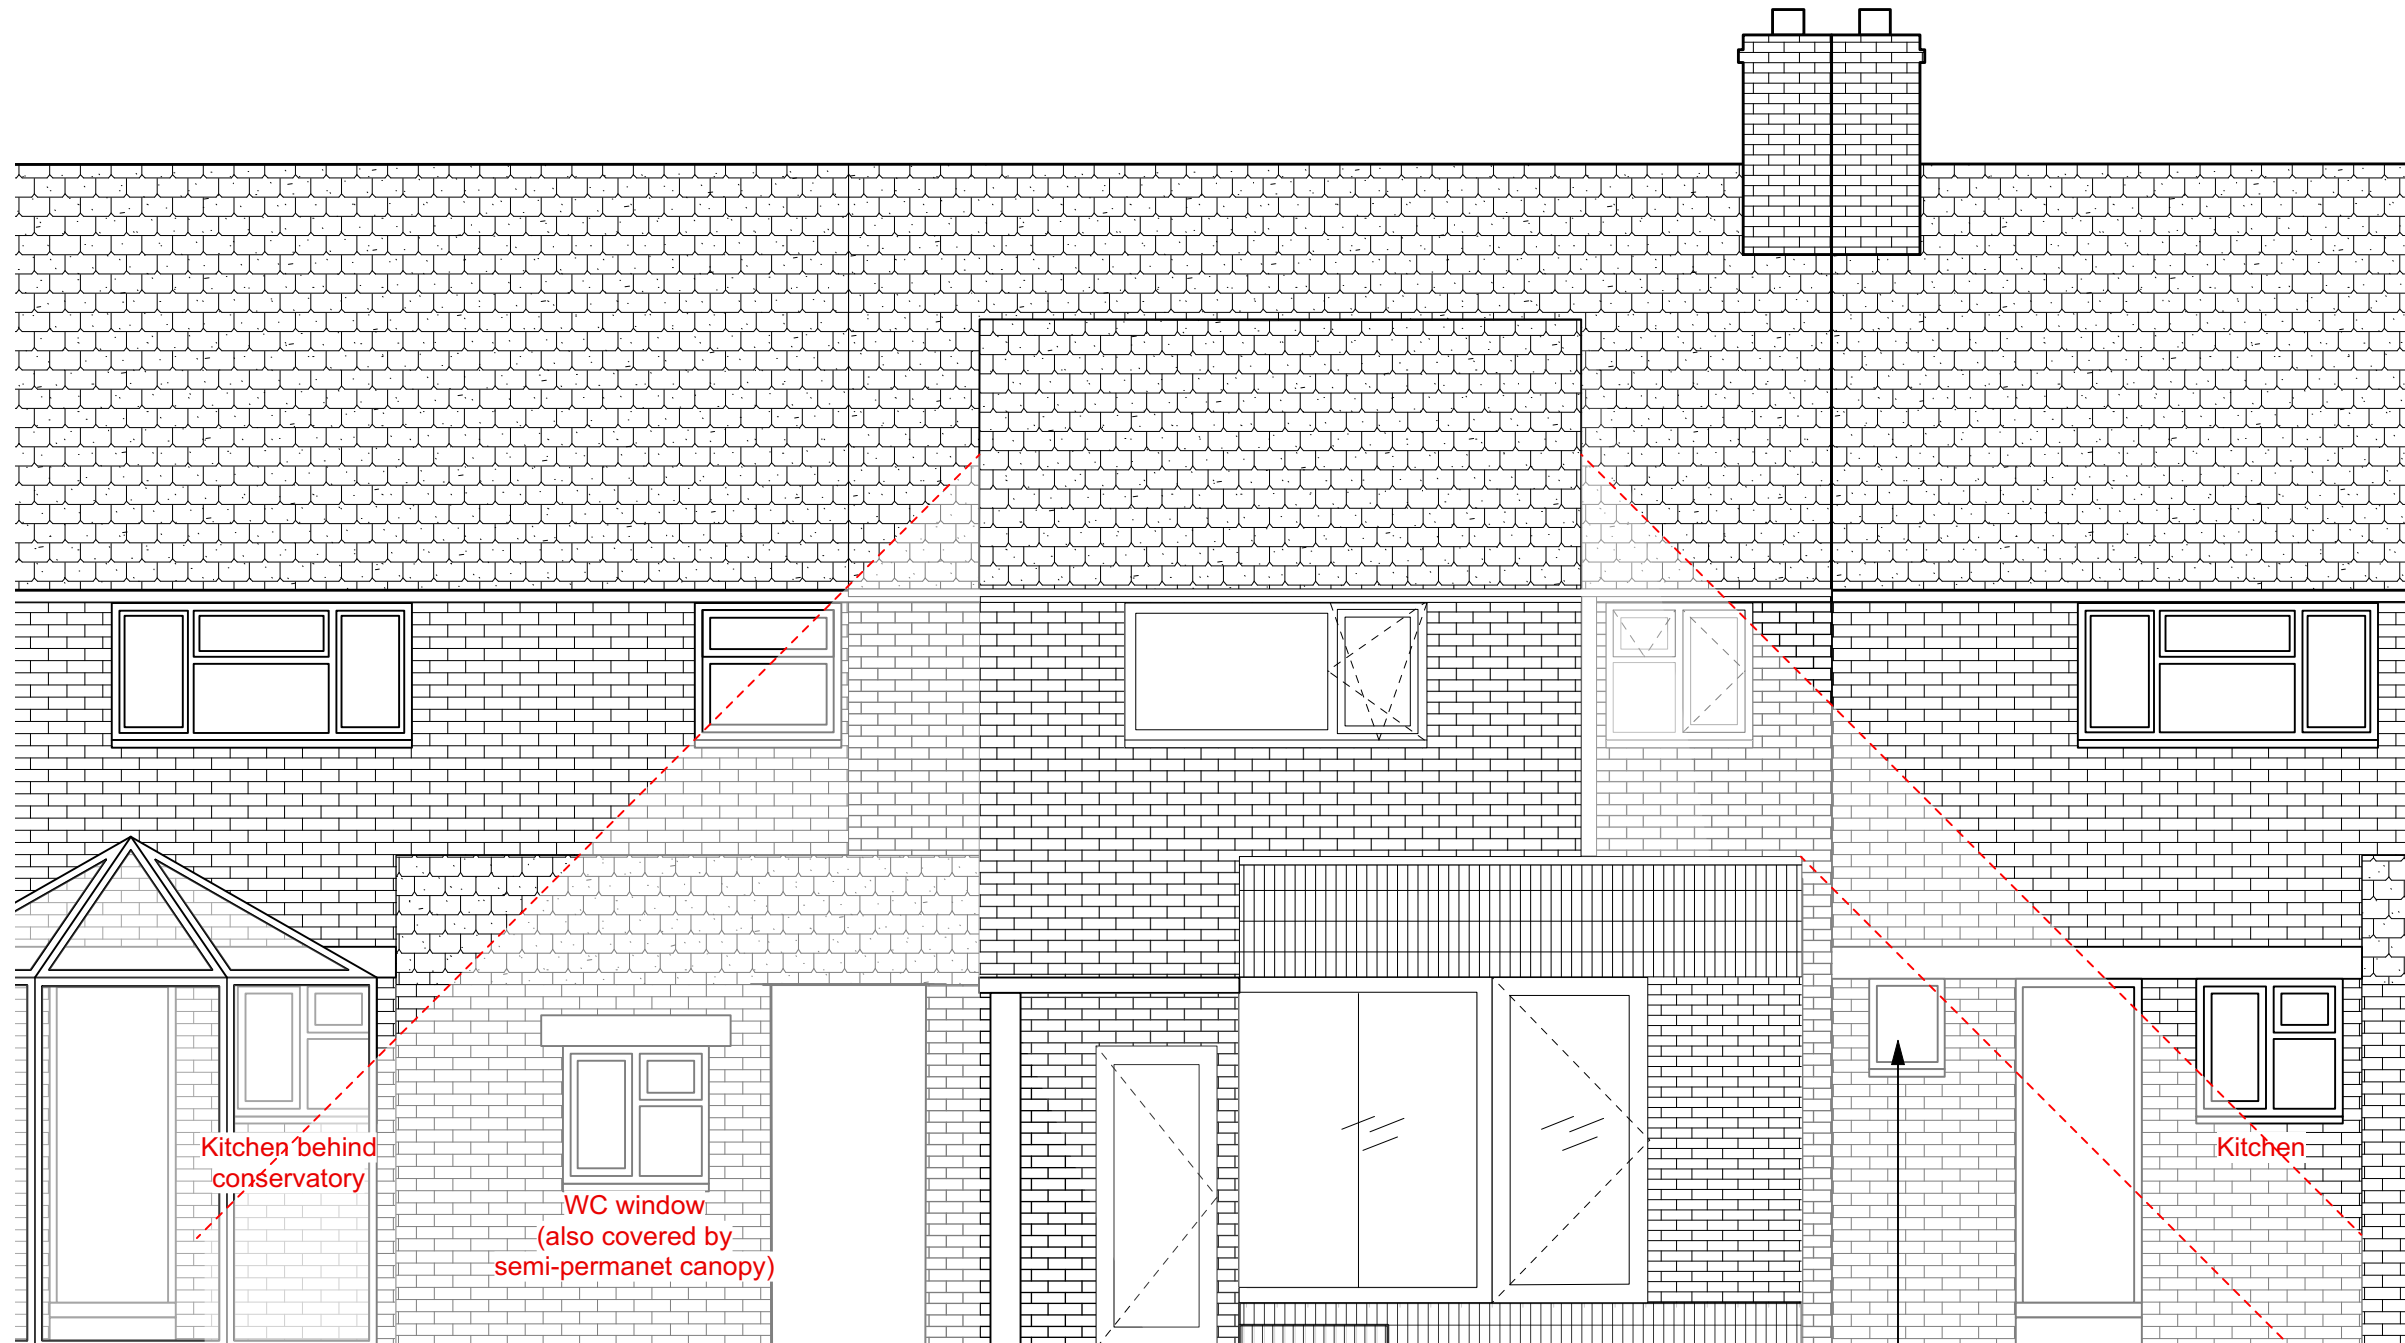 Kitchen behind
conservatory
WC window
(also covered by
semi-permanet canopy)
Kitchen